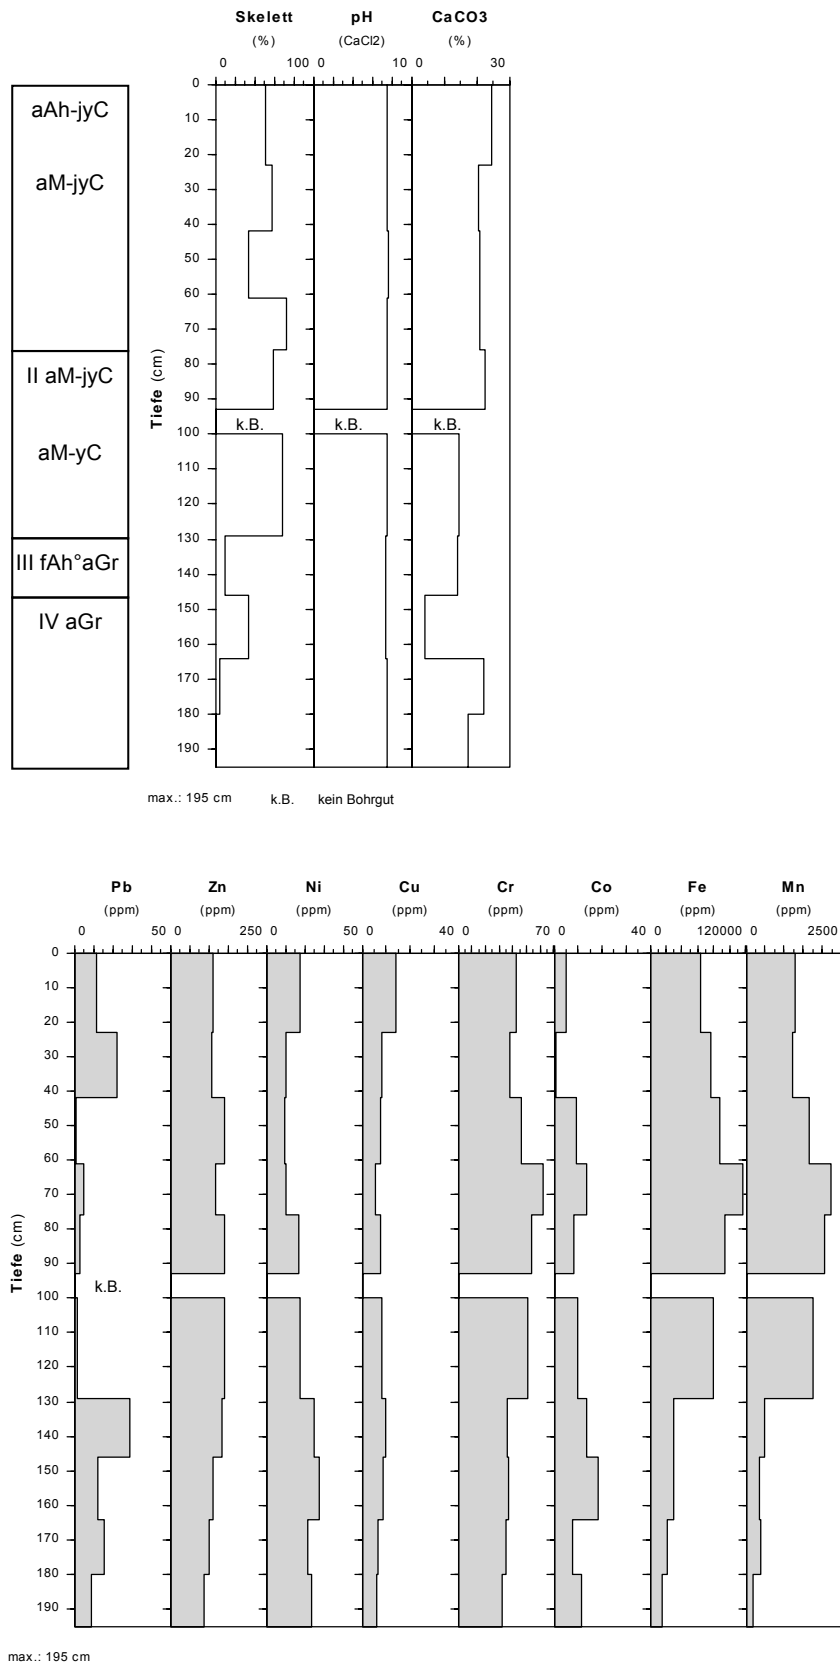 Skelett pH CaCO3
(%) (CaCl2) (%)
0 100 0 10 0 30
0
10
20
30
40
50
60
70
80
90
100
110
120
130
140
150
160
170
180
190
Tiefe (cm)
aAh-jyC
aM-jyC
II aM-jyC
aM-yC
III fAh°aGr
IV aGr
k.B. k.B. k.B.
max.: 195 cm k.B. kein Bohrgut
Pb Zn Ni Cu Cr Co Fe Mn
(ppm) (ppm) (ppm) (ppm) (ppm) (ppm) (ppm) (ppm)
0 50 0 250 0 50 0 40 0 70 0 40 0 120000 0 2500
0
10
20
30
40
50
60
70
80
90
100
110
120
130
140
150
160
170
180
190
Tiefe (cm)
k.B.
max.: 195 cm